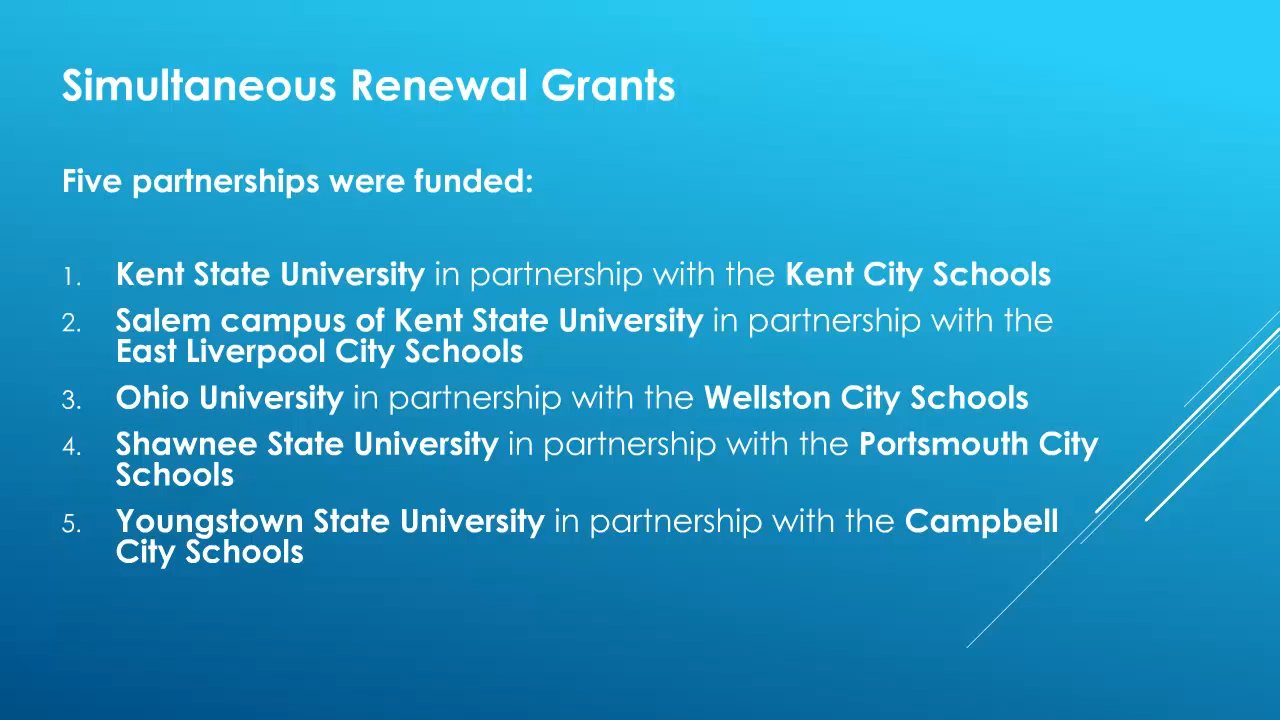 Simultaneous Renewal Grants
Five partnerships were funded:
1. Kent State University in partnership with the Kent City Schools
2. Salem campus of Kent State University in partnership with the
East Liverpool City Schools
3. Ohio University in partnership with the Wellston City Schools
4. Shawnee State University in partnership with the Portsmouth City
Schools
5. Youngstown State University in partnership with the Campbell
City Schools